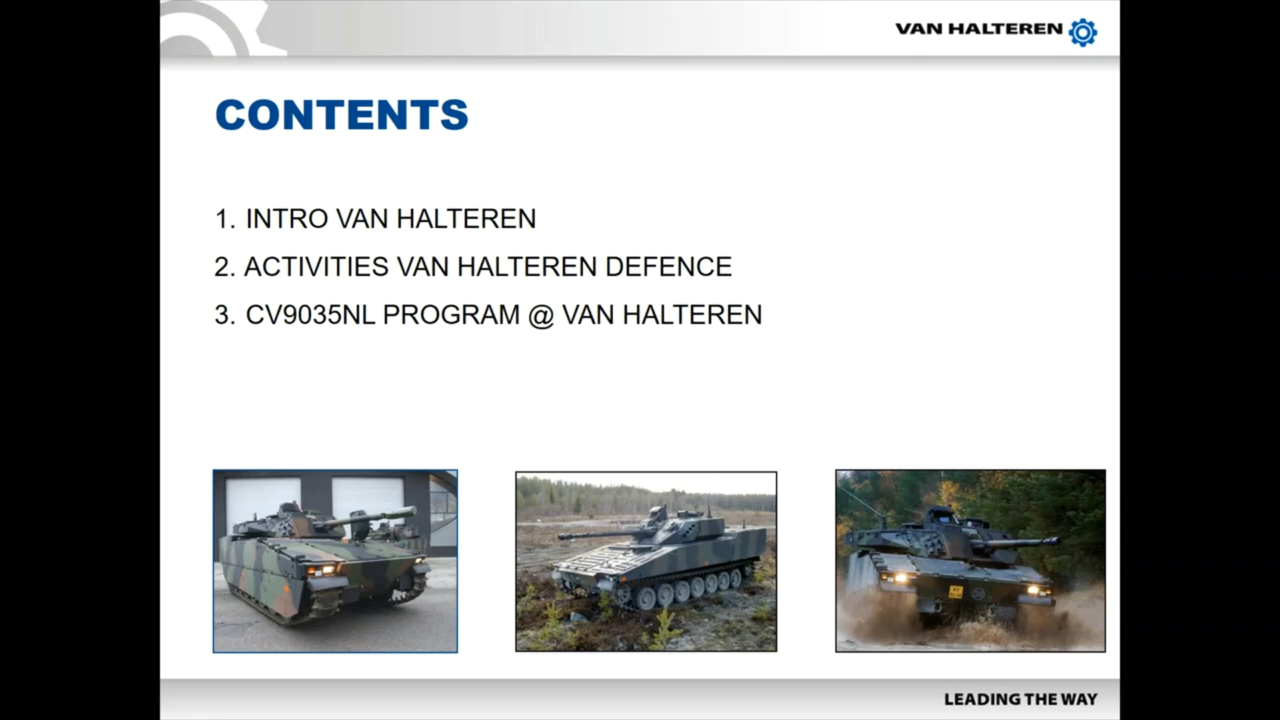 VAN HALTEREN
CONTENTS
1. INTRO VAN HALTEREN
2. ACTIVITIES VAN HALTEREN DEFENCE
3. CV9035NL PROGRAM @ VAN HALTEREN
LEADING THE WAY